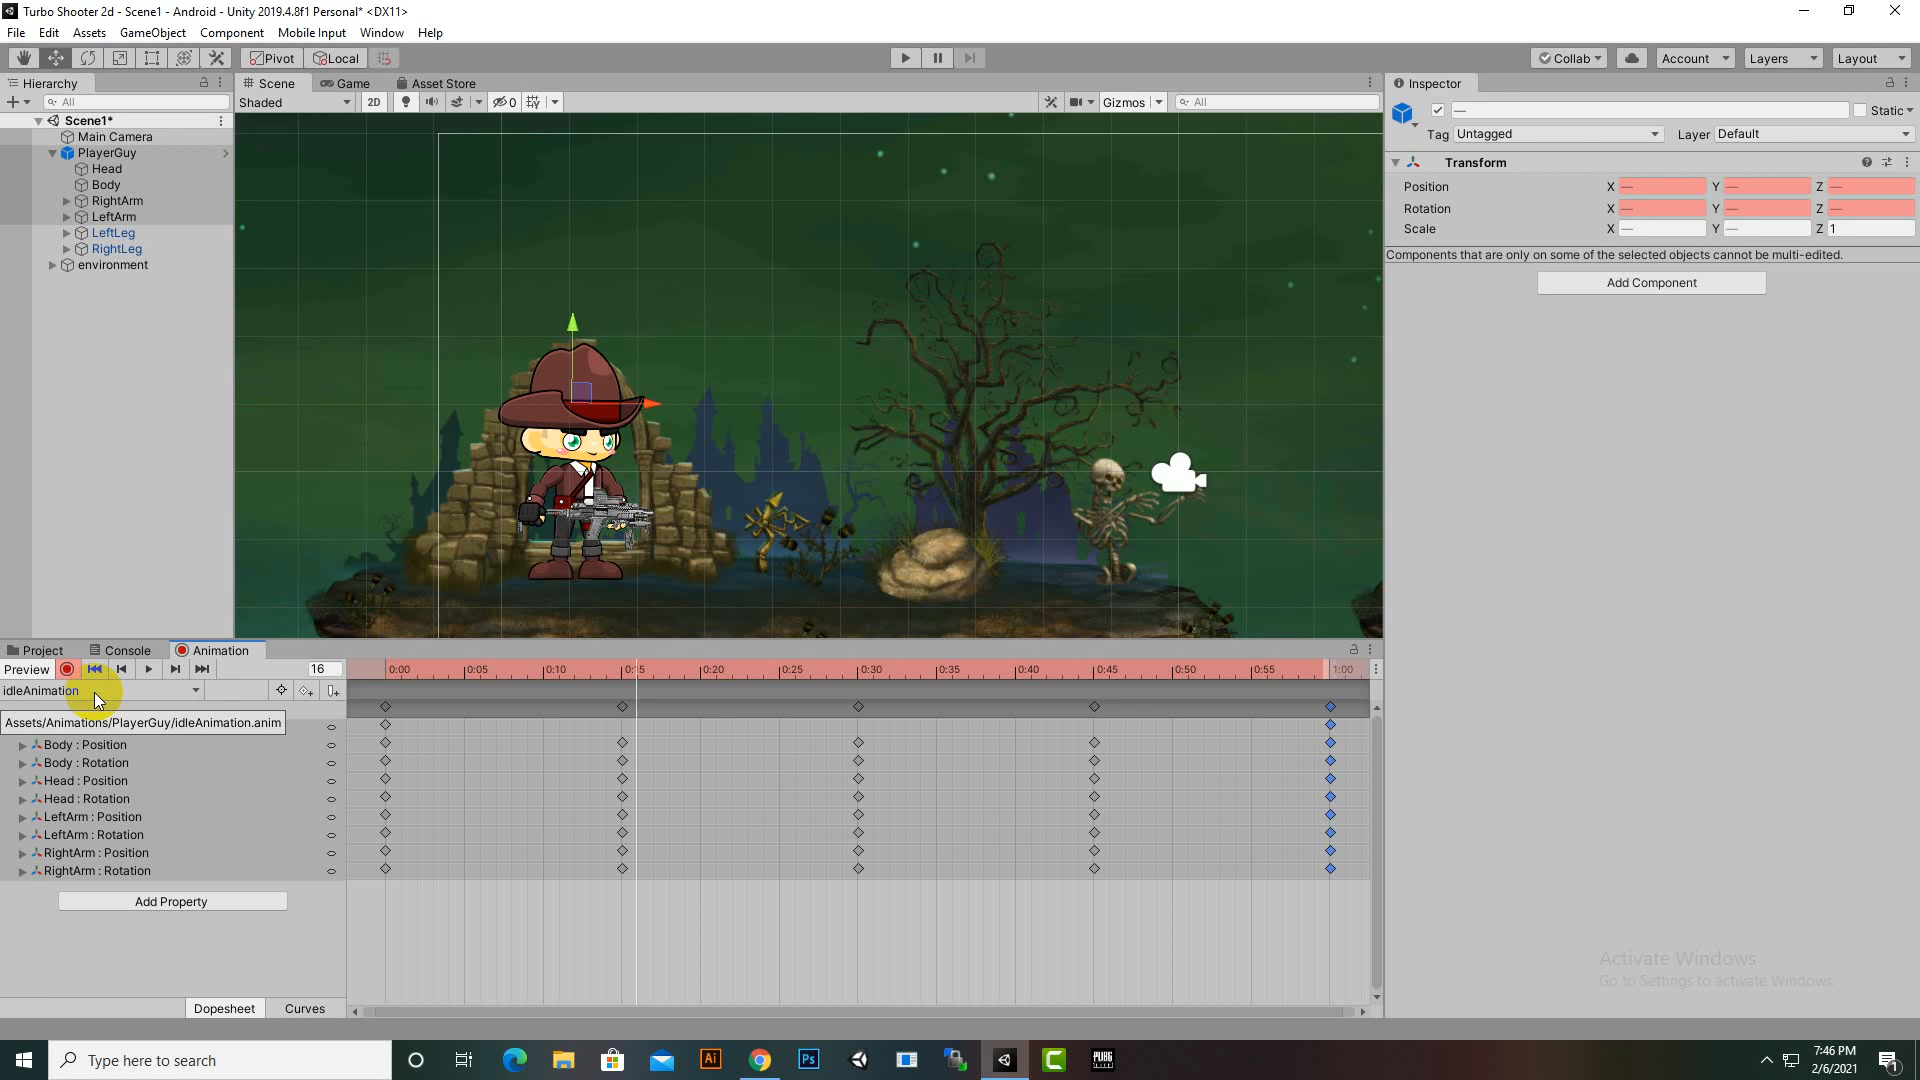 Turbo Shooter 2d - Scene1 - Android - Unity 2019.4.8f1 Personal* <DX11>
File Edit Assets GameObject Component Mobile Input Window Help
Pivot Local Collab Account Layers Layout
Hierarchy Scene Game Asset Store Inspector
All Shaded 2D 0 Gizmos All — Static
Tag Untagged Layer Default
Scene1*
Main Camera
PlayerGuy
Head
Body
RightArm
LeftArm
LeftLeg
RightLeg
environment
Transform
Position X — Y — Z —
Rotation X — Y — Z —
Scale X — Y — Z 1
Components that are only on some of the selected objects cannot be multi-edited.
Add Component
Project Console Animation
Preview 16 0:00 0:05 0:10 0:15 0:20 0:25 0:30 0:35 0:40 0:45 0:50 0:55 1:00
idleAnimation
Assets/Animations/PlayerGuy/idleAnimation.anim
Body : Position
Body : Rotation
Head : Position
Head : Rotation
LeftArm : Position
LeftArm : Rotation
RightArm : Position
RightArm : Rotation
Add Property
Dopesheet Curves
Activate Windows
Go to Settings to activate Windows.
Type here to search
Ai Ps C PUBG
7:46 PM
2/6/2021
1